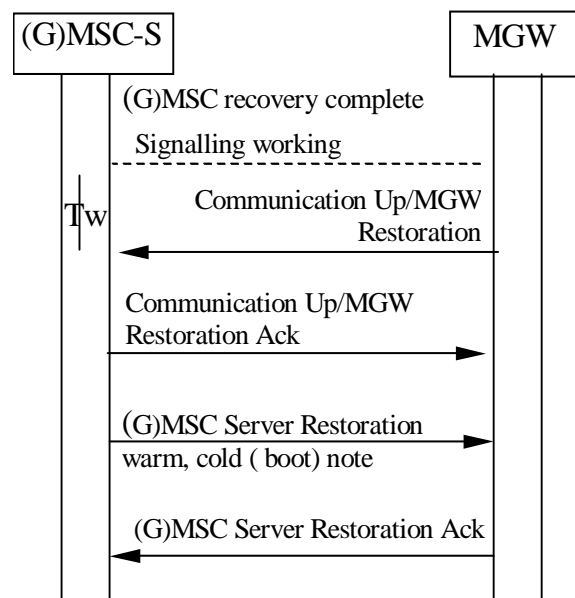 (G)MSC-S
MGW
(G)MSC recovery complete
Signalling working
Tw
Communication Up/MGW
Restoration
Communication Up/MGW
Restoration Ack
(G)MSC Server Restoration
warm, cold ( boot) note
(G)MSC Server Restoration Ack